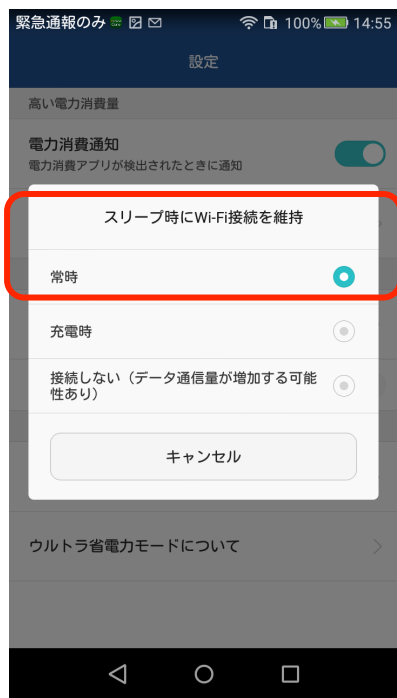 緊急通報のみ 100% 14:55
設定
高い電力消費量
電力消費通知
電力消費アプリが検出されたときに通知
スリープ時にWi-Fi接続を維持
常時
充電時
接続しない（データ通信量が増加する可能
性あり）
キャンセル
ウルトラ省電力モードについて